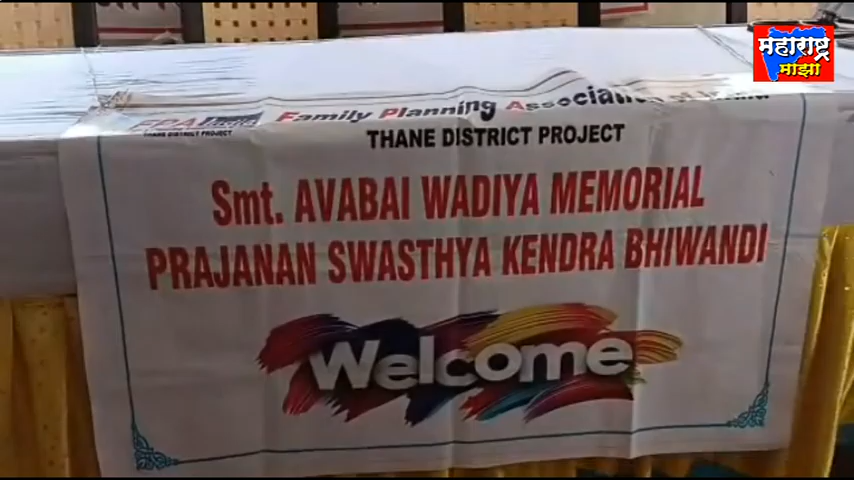 महाराष्ट्र
माझा
FPA India Family Planning Association of India
THANE DISTRICT PROJECT
THANE DISTRICT PROJECT
Smt. AVABAI WADIYA MEMORIAL
PRAJANAN SWASTHYA KENDRA BHIWANDI
Welcome